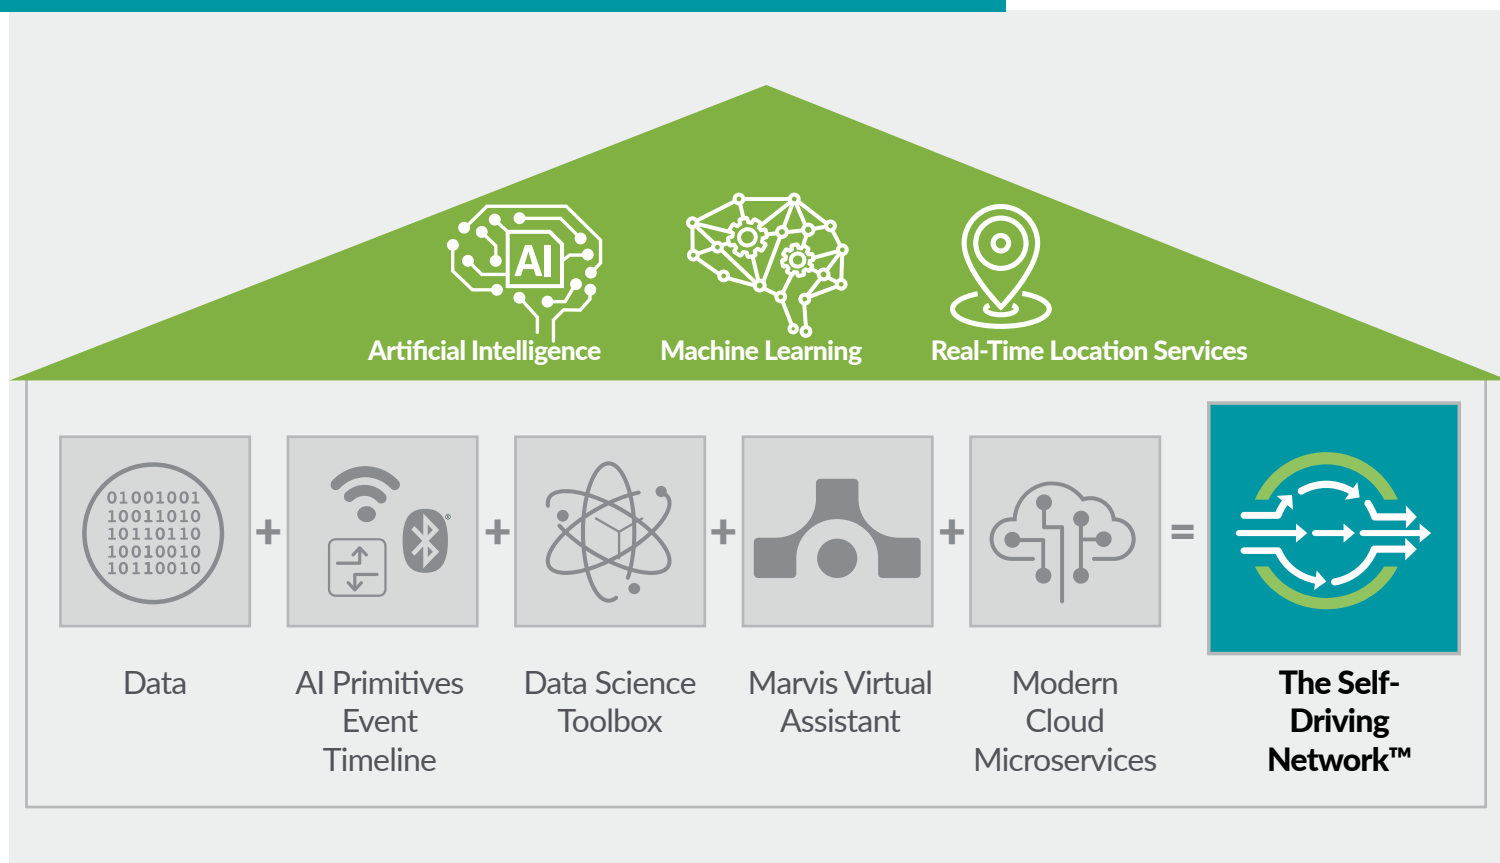 AI
Artificial Intelligence
Machine Learning
Real-Time Location Services
01001001
10011010
10110110
10010010
10110010
+
+
+
+
=
®
Data
AI Primitives
Event
Timeline
Data Science
Toolbox
Marvis Virtual
Assistant
Modern
Cloud
Microservices
The Self-
Driving
Network™